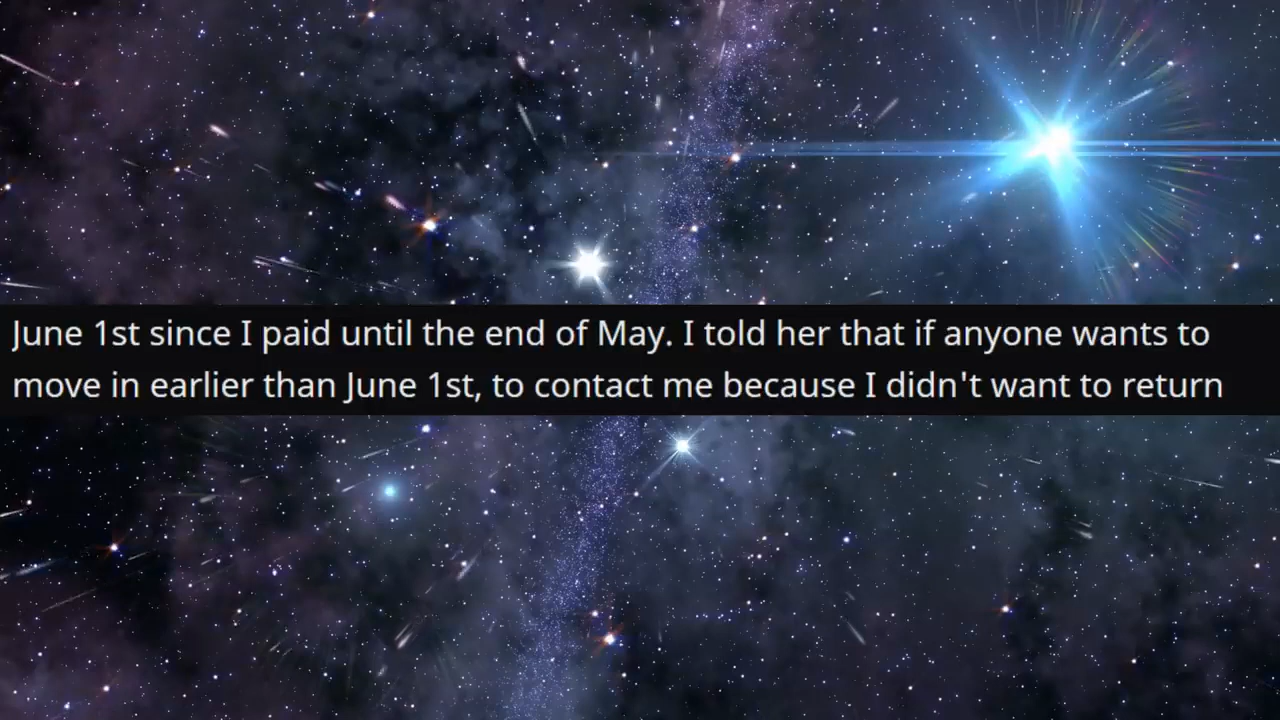 June 1st since I paid until the end of May. I told her that if anyone wants to
move in earlier than June 1st, to contact me because I didn't want to return